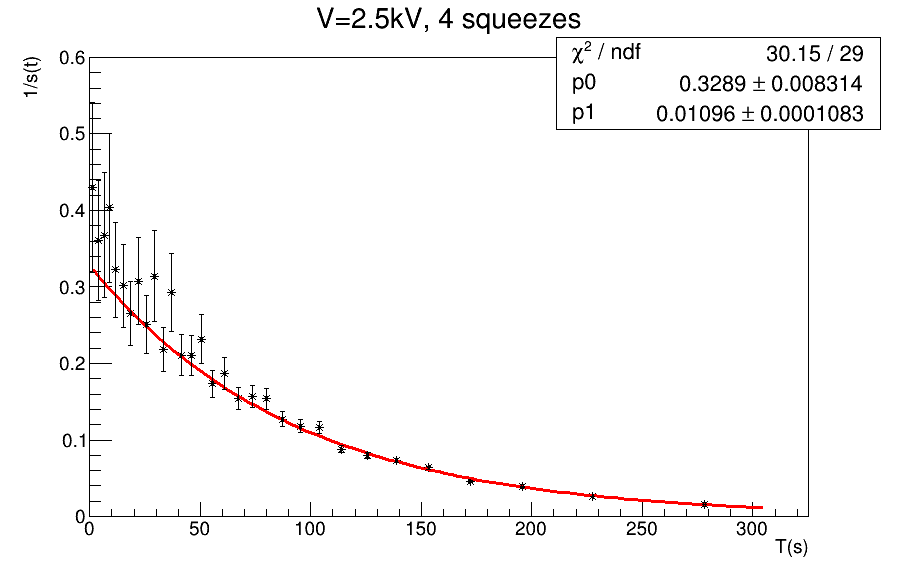 V=2.5kV, 4 squeezes
χ² / ndf 30.15 / 29
p0 0.3289 ± 0.008314
p1 0.01096 ± 0.0001083
1/s(t)
0.6
0.5
0.4
0.3
0.2
0.1
0
0 50 100 150 200 250 300
T(s)